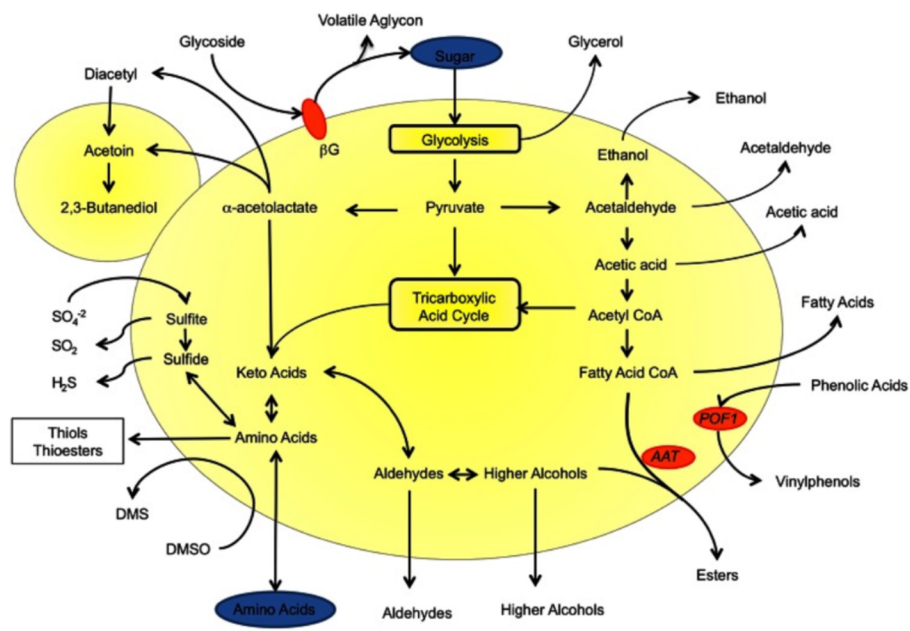 Volatile Aglycon
Glycoside
Sugar
Glycerol
Diacetyl
Ethanol
βG
Glycolysis
Acetoin
Ethanol
Acetaldehyde
2,3-Butanediol
α-acetolactate
Pyruvate
Acetaldehyde
Acetic acid
Acetic acid
SO₄⁻²
Sulfite
Tricarboxylic
Acid Cycle
Acetyl CoA
Fatty Acids
SO₂
Sulfide
H₂S
Keto Acids
Fatty Acid CoA
Phenolic Acids
POF1
Thiols
Thioesters
Amino Acids
AAT
Aldehydes
Higher Alcohols
Vinylphenols
DMS
DMSO
Esters
Amino Acids
Aldehydes
Higher Alcohols